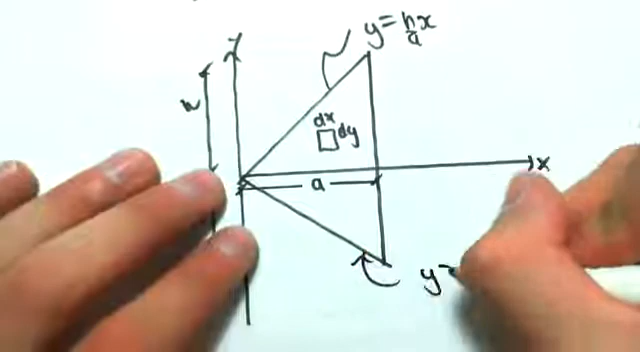 y = h/a x
y
h
dx
dy
x
a
y=